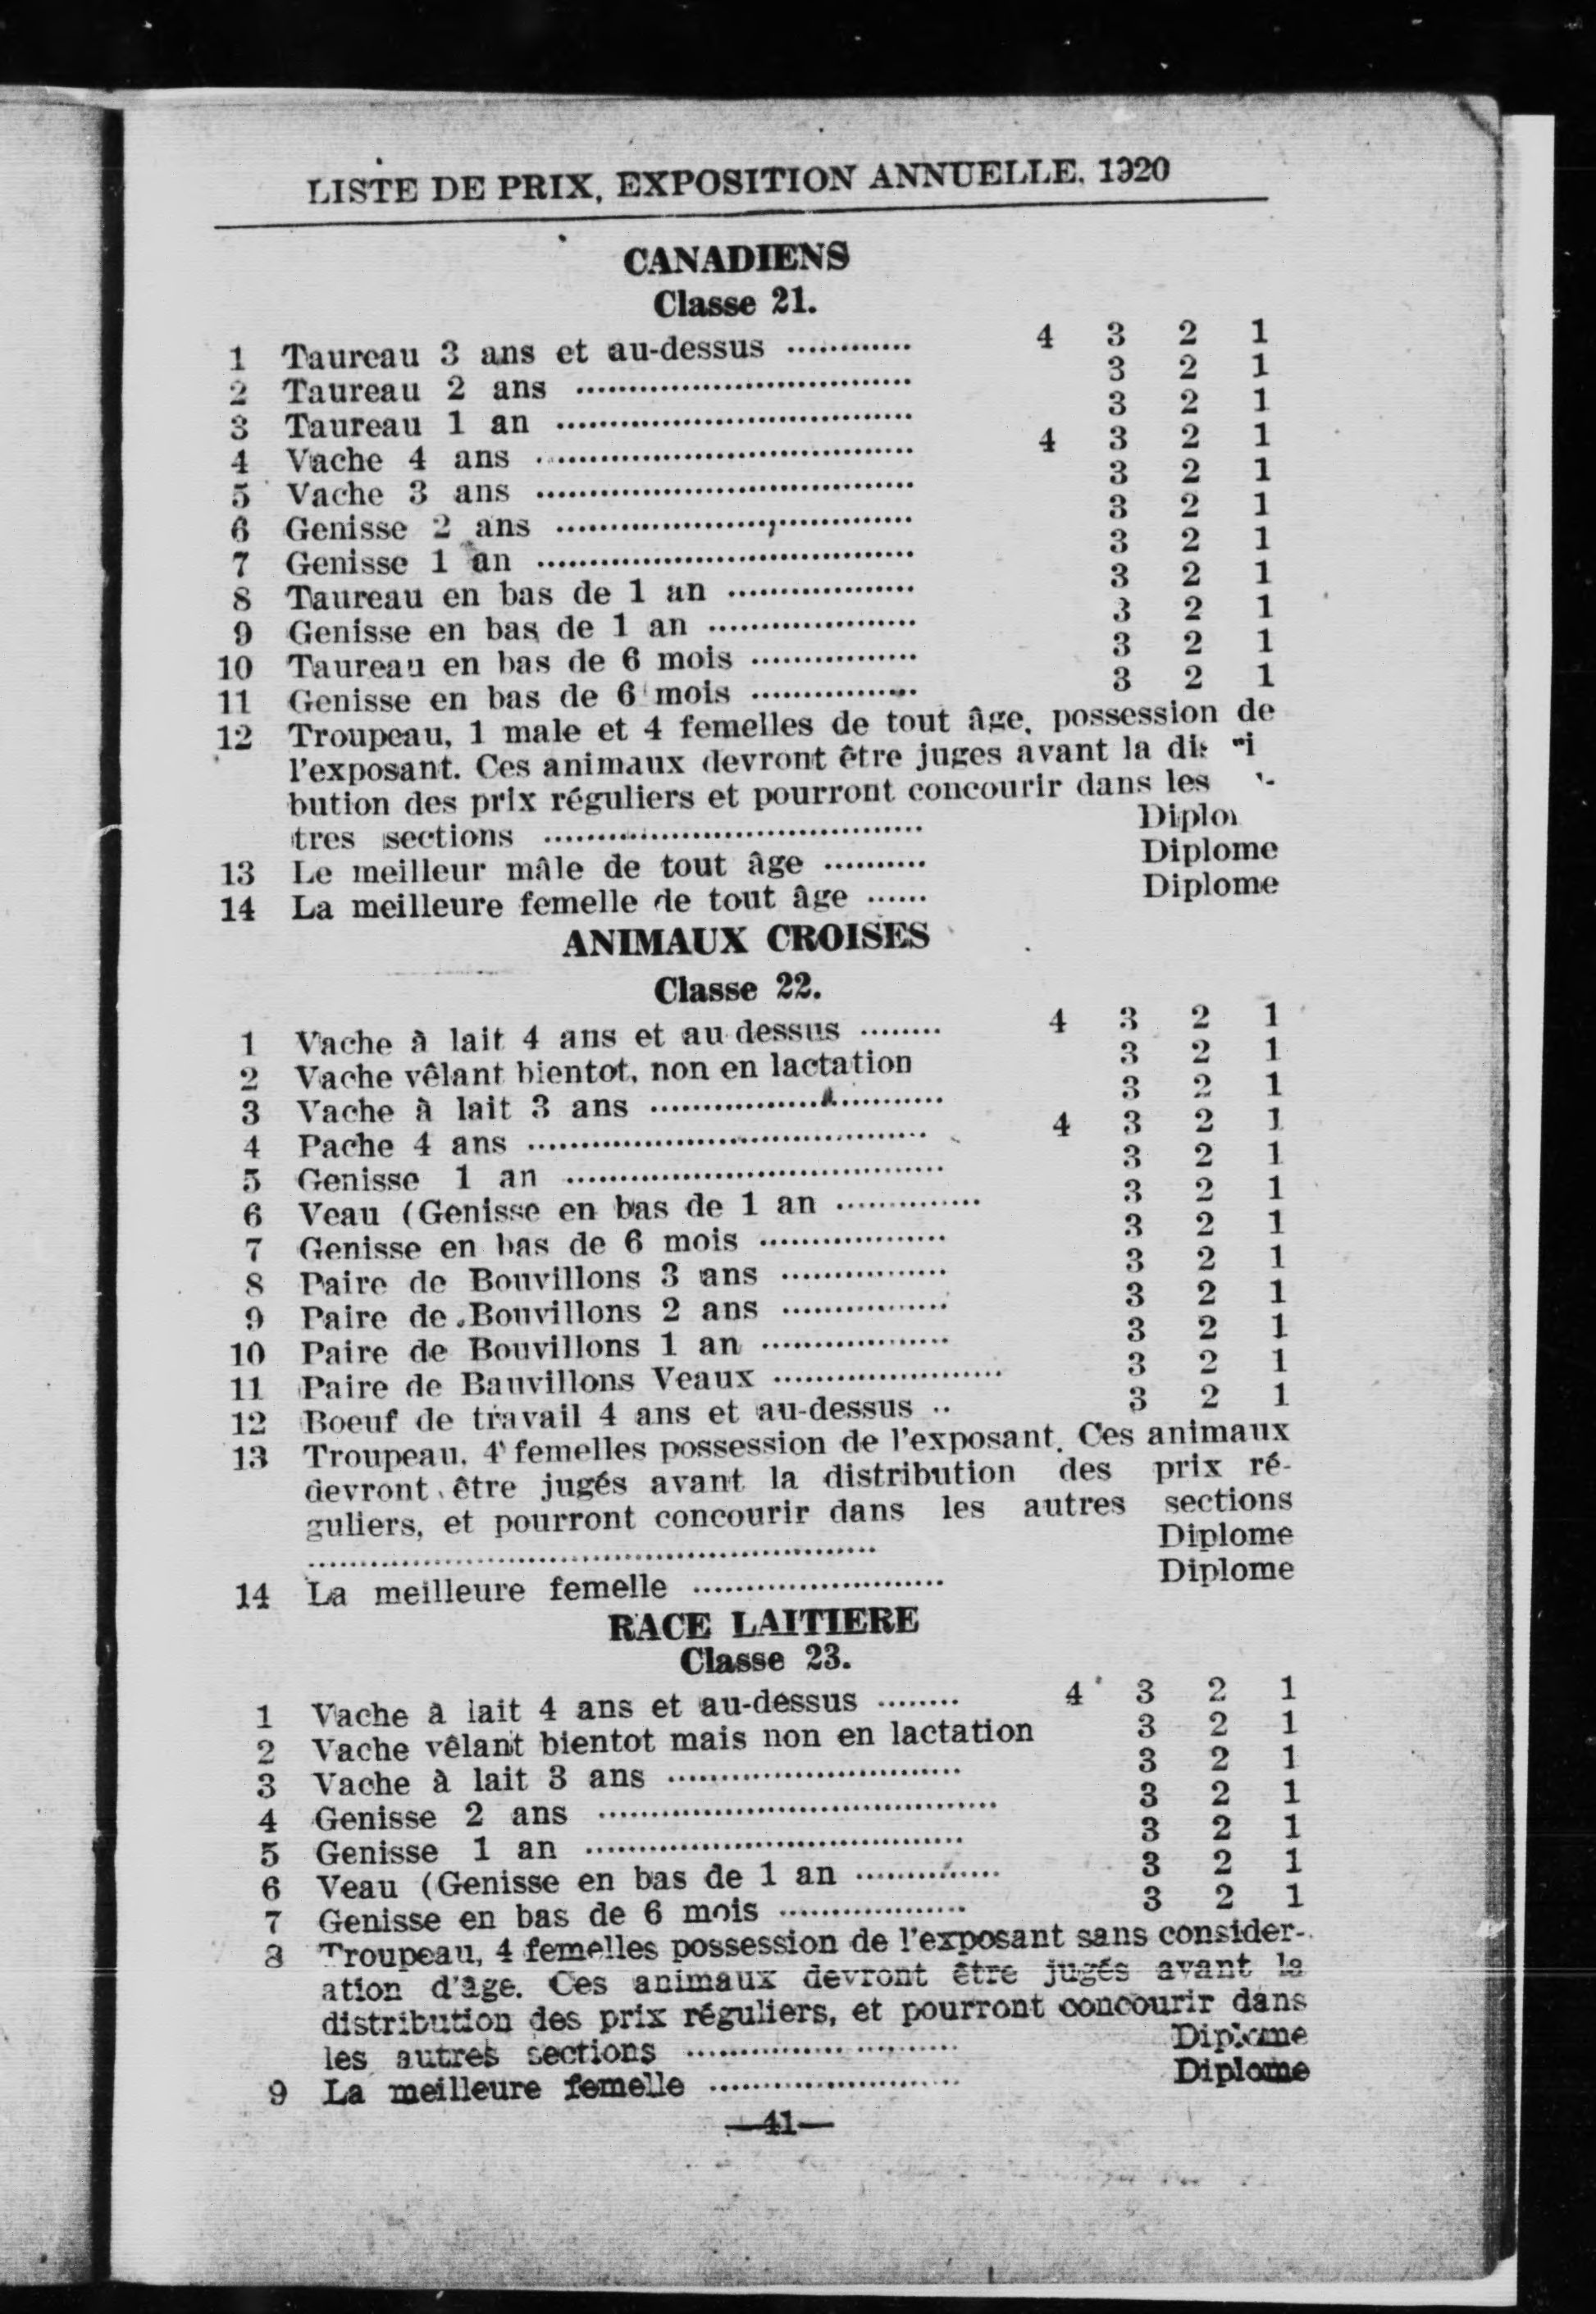 LISTE DE PRIX, EXPOSITION ANNUELLE, 1920
CANADIENS
Classe 21.
1 Taureau 3 ans et au-dessus ............ 4 3 2 1
2 Taureau 2 ans ................................ 3 2 1
3 Taureau 1 an .................................. 3 2 1
4 Vache 4 ans .................................... 4 3 2 1
5 Vache 3 ans .................................... 3 2 1
6 Genisse 2 ans .................................. 3 2 1
7 Genisse 1 an .................................... 3 2 1
8 Taureau en bas de 1 an .................. 3 2 1
9 Genisse en bas de 1 an .................... 3 2 1
10 Taureau en bas de 6 mois ................ 3 2 1
11 Genisse en bas de 6 mois ................ 3 2 1
12 Troupeau, 1 male et 4 femelles de tout âge, possession de
l'exposant. Ces animaux devront être juges avant la
bution des prix réguliers et pourront concourir dans les
tres sections ....................................
13 Le meilleur mâle de tout âge .......... Diplome
14 La meilleure femelle de tout âge ...... Diplome
ANIMAUX CROISES
Classe 22.
1 Vache à lait 4 ans et au dessus ........ 4 3 2 1
2 Vache vêlant bientot, non en lactation 3 2 1
3 Vache à lait 3 ans ............................ 3 2 1
4 Pache 4 ans ...................................... 4 3 2 1
5 Genisse 1 an .................................... 3 2 1
6 Veau (Genisse en bas de 1 an .............. 3 2 1
7 Genisse en bas de 6 mois .................. 3 2 1
8 Paire de Bouvillons 3 ans ................ 3 2 1
9 Paire de Bouvillons 2 ans ................ 3 2 1
10 Paire de Bouvillons 1 an .................. 3 2 1
11 Paire de Bauvillons Veaux ...................... 3 2 1
12 Boeuf de travail 4 ans et au-dessus .. 3 2 1
13 Troupeau, 4 femelles possession de l'exposant. Ces animaux
devront être jugés avant la distribution des prix ré-
guliers, et pourront concourir dans les autres sections
...................................................... Diplome
14 La meilleure femelle ........................ Diplome
RACE LAITIERE
Classe 23.
1 Vache à lait 4 ans et au-dessus ........ 4 3 2 1
2 Vache vêlant bientot mais non en lactation 3 2 1
3 Vache à lait 3 ans ............................ 3 2 1
4 Genisse 2 ans ...................................... 3 2 1
5 Genisse 1 an .................................... 3 2 1
6 Veau (Genisse en bas de 1 an .............. 3 2 1
7 Genisse en bas de 6 mois .................. 3 2 1
8 Troupeau, 4 femelles possession de l'exposant sans consider-
ation d'âge. Ces animaux devront être jugés avant la
distribution des prix réguliers, et pourront concourir dans
les autres sections .......................... Diplome
9 La meilleure femelle ........................ Diplome
—41—